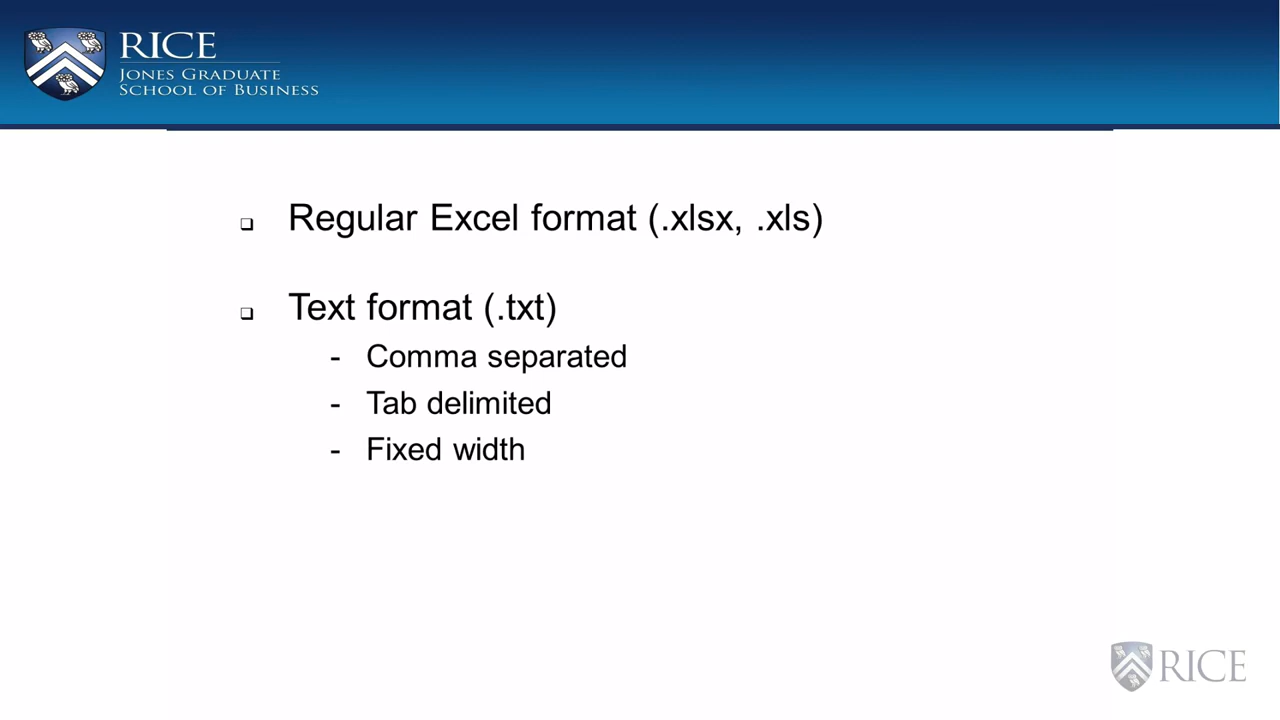 RICE
JONES GRADUATE
SCHOOL OF BUSINESS
❑ Regular Excel format (.xlsx, .xls)
❑ Text format (.txt)
- Comma separated
- Tab delimited
- Fixed width
RICE